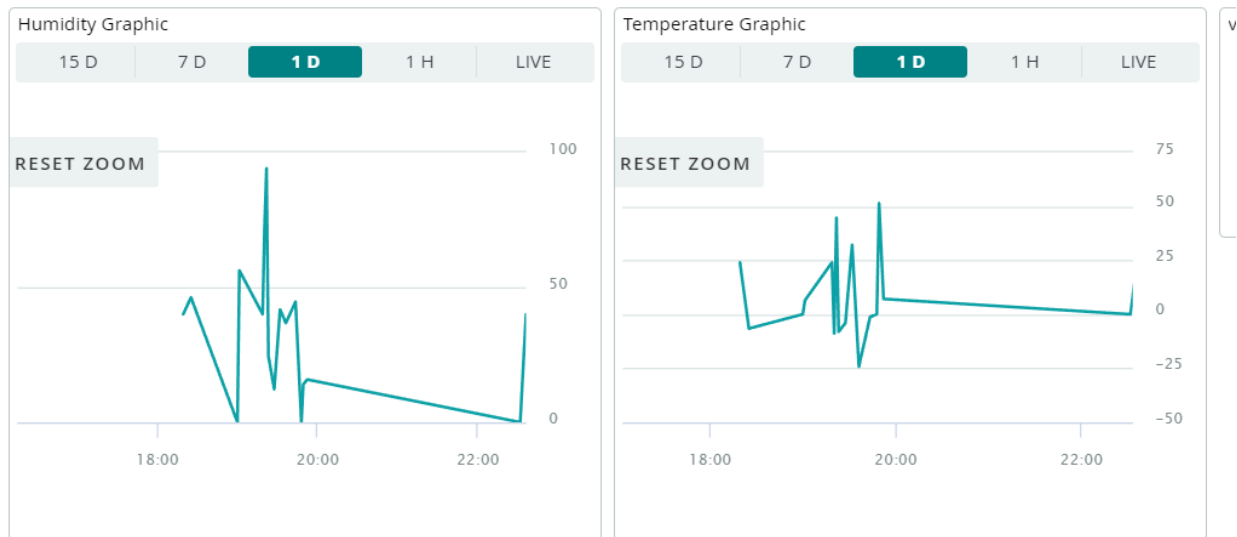 Humidity Graphic
15 D 7 D 1 D 1 H LIVE
RESET ZOOM
100
50
0
18:00 20:00 22:00
Temperature Graphic
15 D 7 D 1 D 1 H LIVE
RESET ZOOM
75
50
25
0
−25
−50
18:00 20:00 22:00